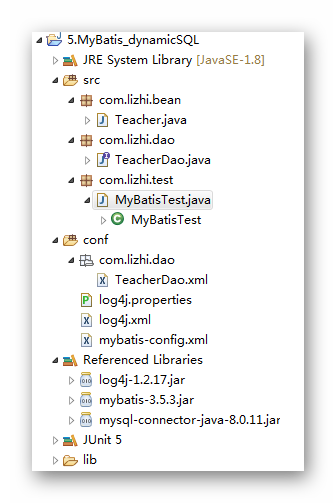 5.MyBatis_dynamicSQL
JRE System Library [JavaSE-1.8]
src
com.lizhi.bean
Teacher.java
com.lizhi.dao
TeacherDao.java
com.lizhi.test
MyBatisTest.java
MyBatisTest
conf
com.lizhi.dao
TeacherDao.xml
log4j.properties
log4j.xml
mybatis-config.xml
Referenced Libraries
log4j-1.2.17.jar
mybatis-3.5.3.jar
mysql-connector-java-8.0.11.jar
JUnit 5
lib